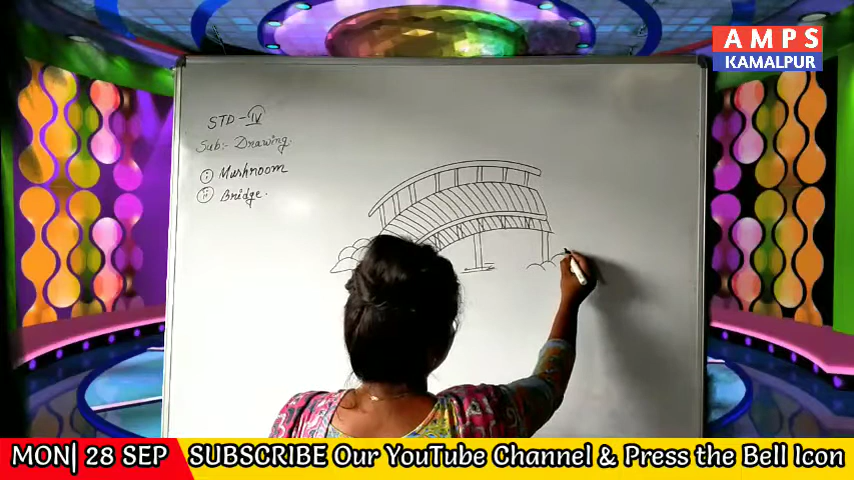 AMPS
KAMALPUR
STD - IV
Sub:- Drawing.
(i) Mushroom
(ii) Bridge.
MON| 28 SEP SUBSCRIBE Our YouTube Channel & Press the Bell Icon